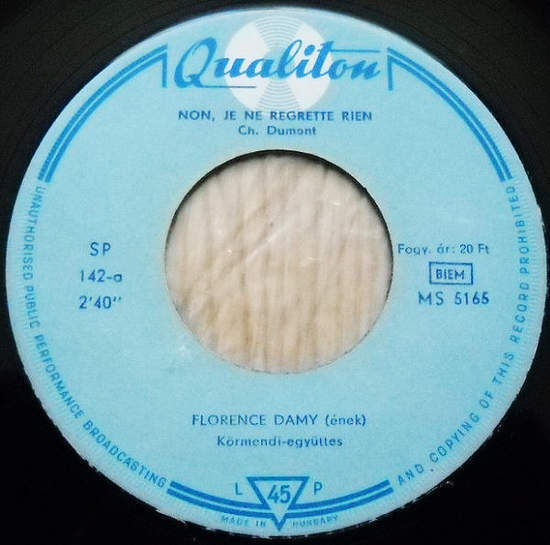 Qualiton
NON, JE NE REGRETTE RIEN
Ch. Dumont
SP
142-a
2'40''
Fogy. ár: 20 Ft
BIEM
MS 5165
FLORENCE DAMY (ének)
Körmendi-együttes
L 45 P
MADE IN HUNGARY
UNAUTHORISED PUBLIC PERFORMANCE BROADCASTING
AND COPYING OF THIS RECORD PROHIBITED